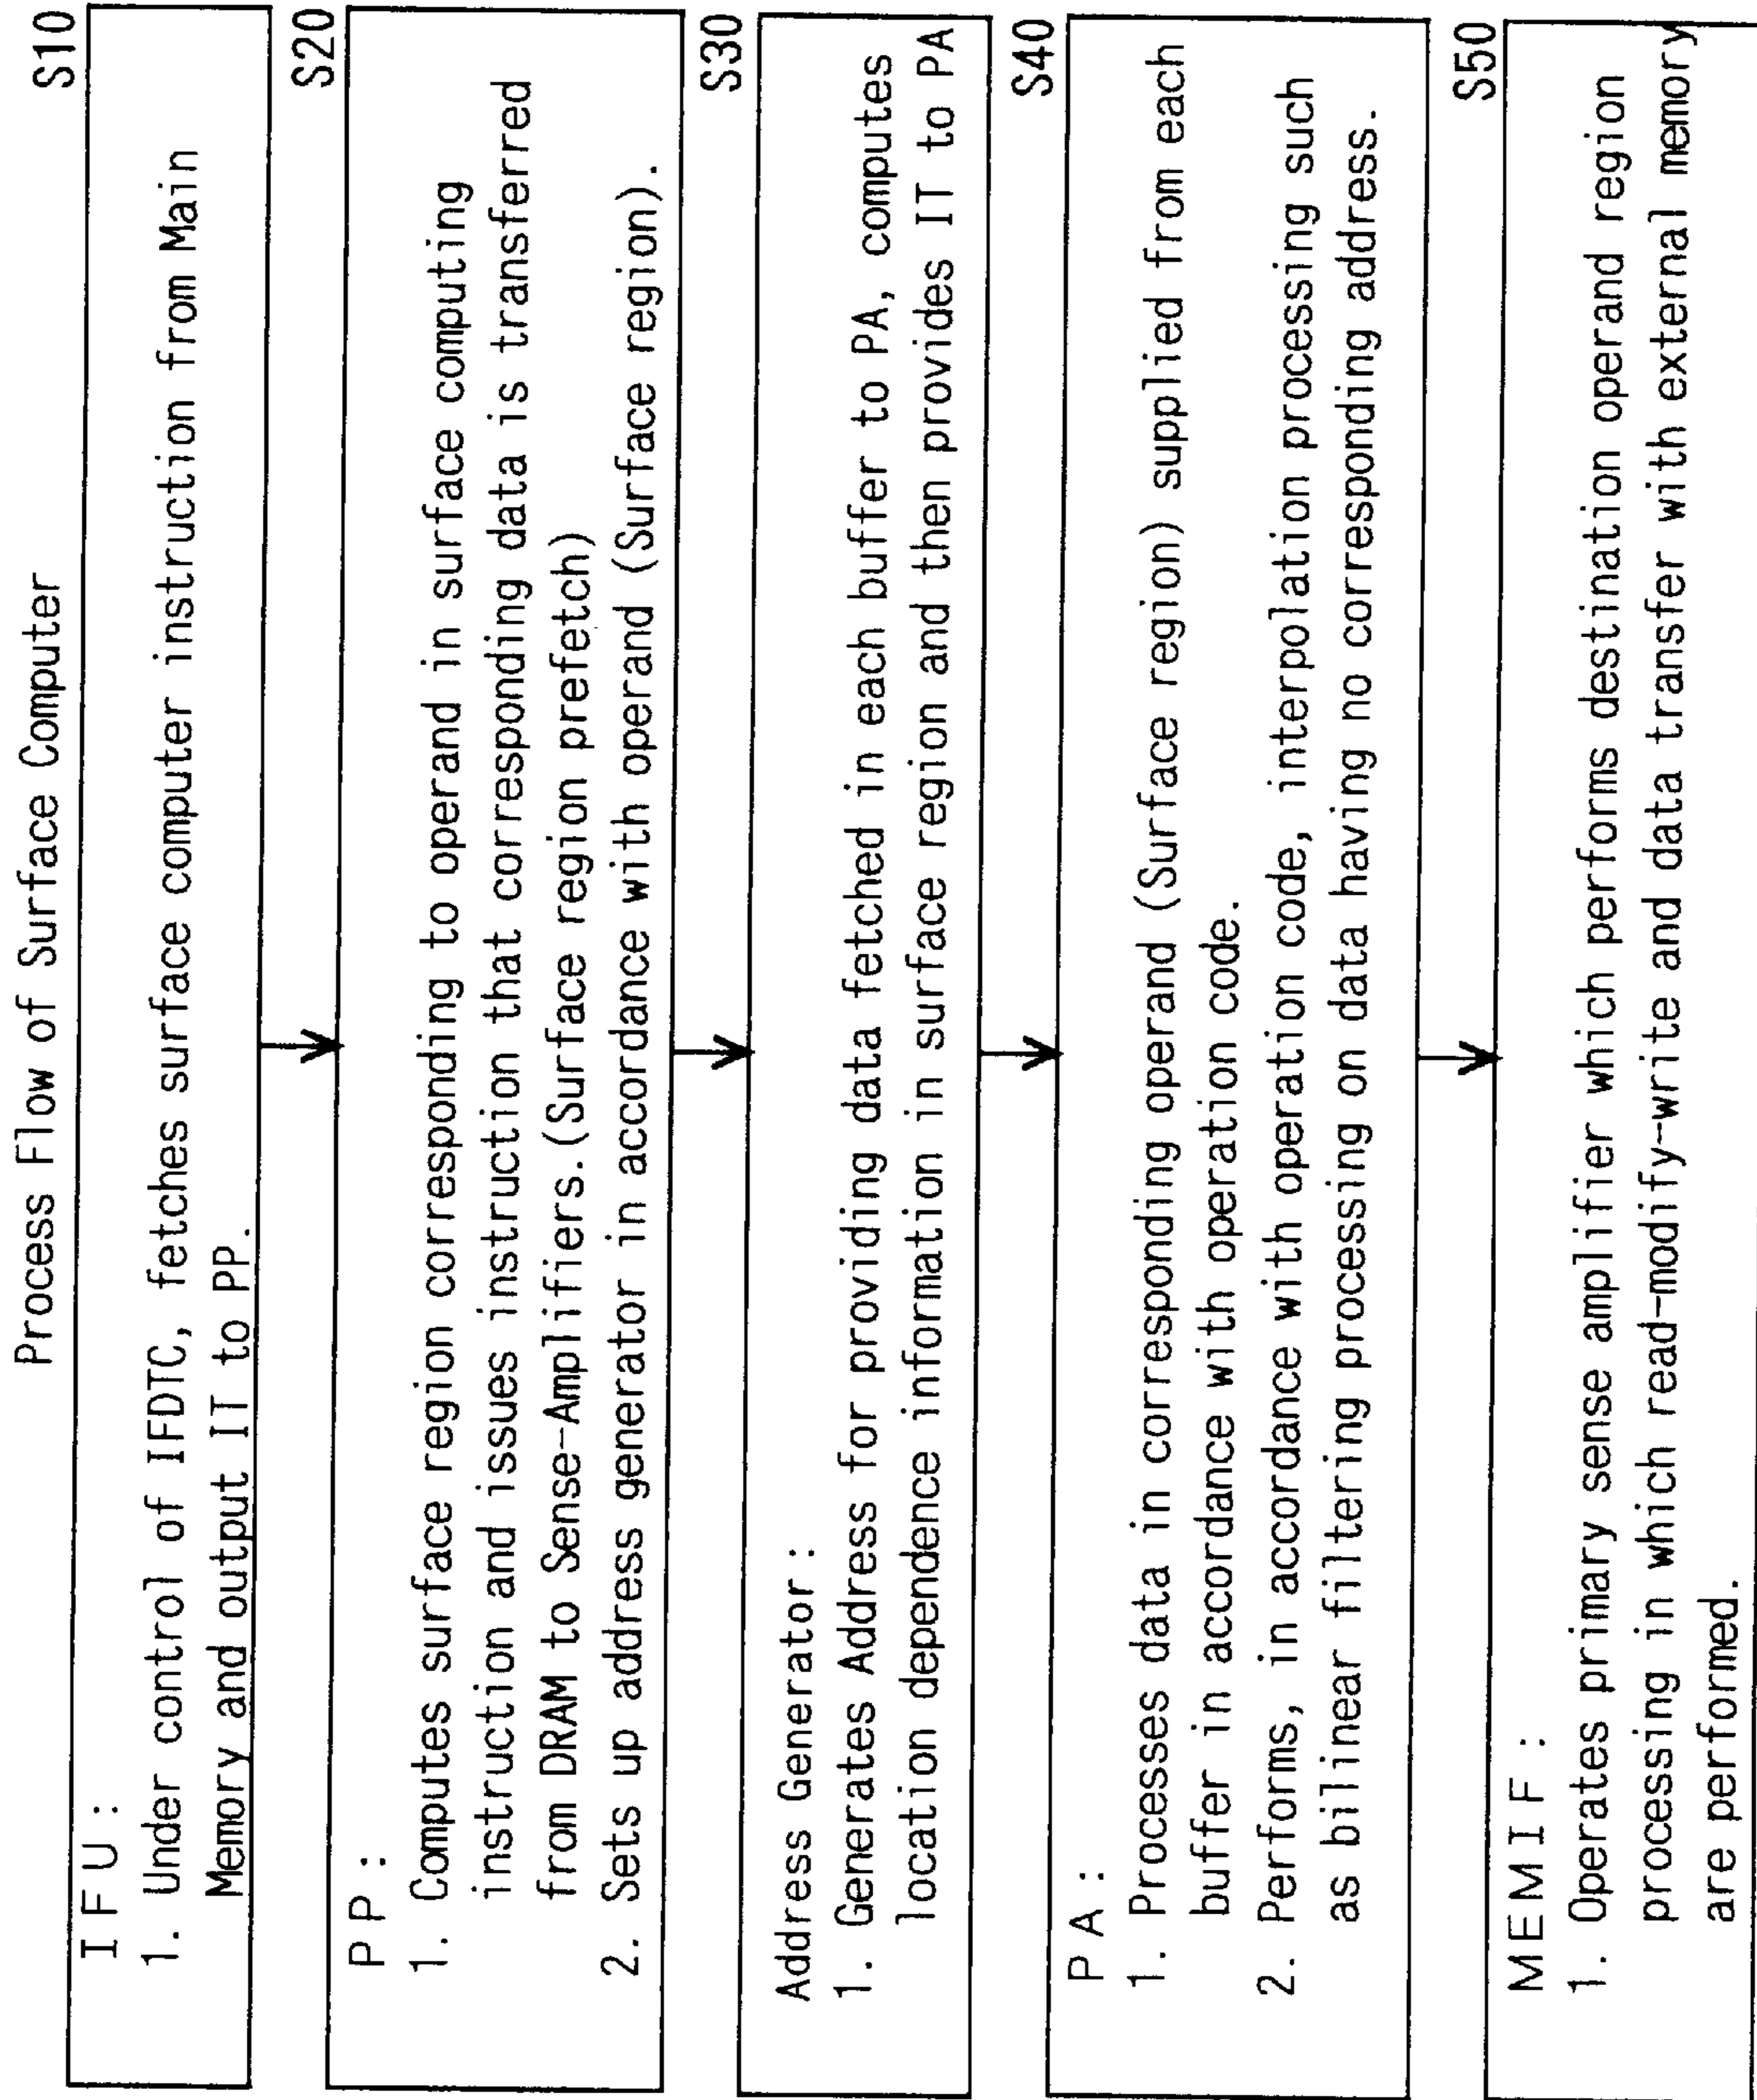 Process Flow of Surface Computer
S10
IFU:
1. Under control of IFDTC, fetches surface computer instruction from Main
Memory and output IT to PP.
S20
PP:
1. Computes surface region corresponding to operand in surface computing
instruction and issues instruction that corresponding data is transferred
from DRAM to Sense-Amplifiers.(Surface region prefetch)
2. Sets up address generator in accordance with operand (Surface region).
S30
Address Generator:
1. Generates Address for providing data fetched in each buffer to PA, computes
location dependence information in surface region and then provides IT to PA
S40
PA:
1. Processes data in corresponding operand (Surface region) supplied from each
buffer in accordance with operation code.
2. Performs, in accordance with operation code, interpolation processing such
as bilinear filtering processing on data having no corresponding address.
S50
MEMIF:
1. Operates primary sense amplifier which performs destination operand region
processing in which read-modify-write and data transfer with external memory
are performed.